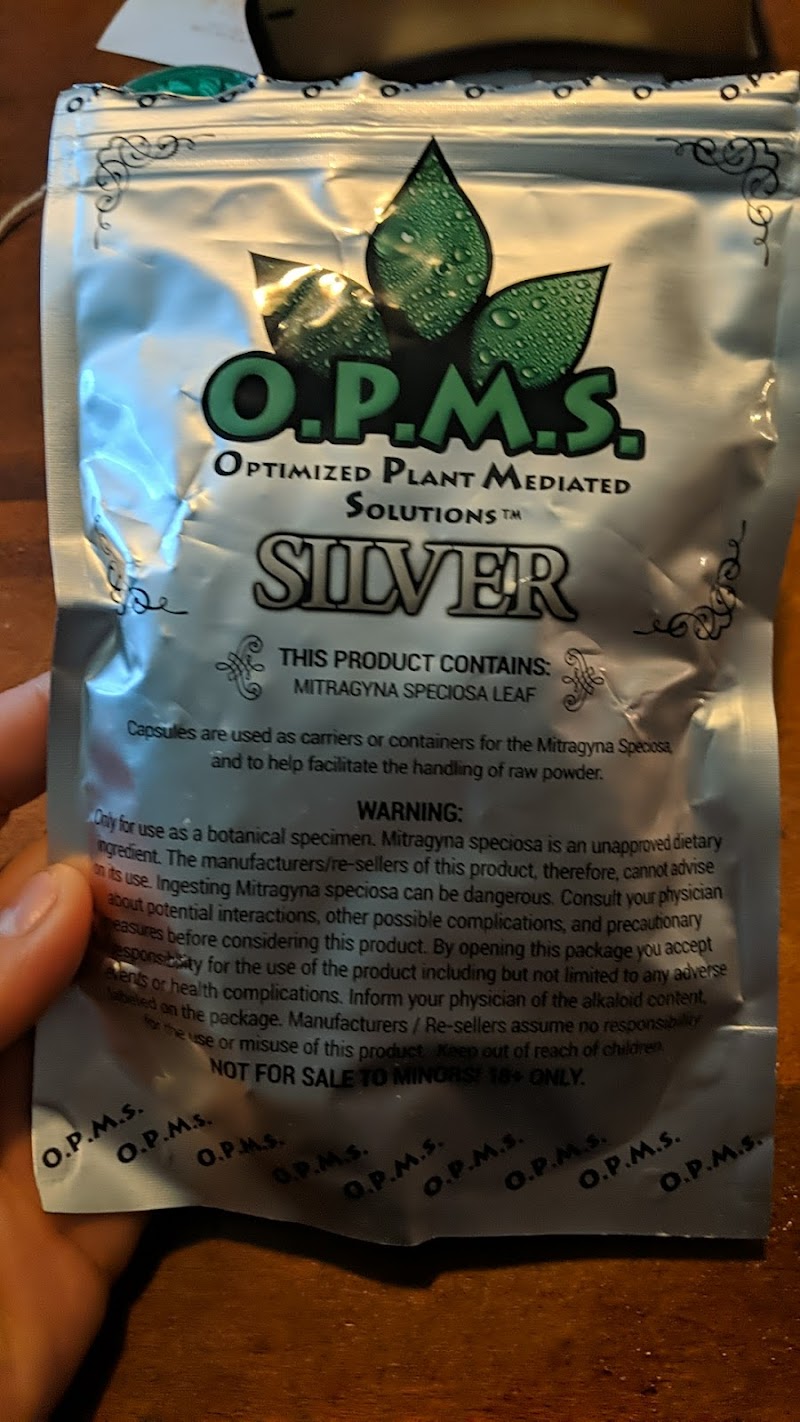 O.P.M.S.
OPTIMIZED PLANT MEDIATED
SOLUTIONS™
SILVER
THIS PRODUCT CONTAINS:
MITRAGYNA SPECIOSA LEAF
Capsules are used as carriers or containers for the Mitragyna Speciosa,
and to help facilitate the handling of raw powder.
WARNING:
Only for use as a botanical specimen. Mitragyna speciosa is an unapproved dietary
ingredient. The manufacturers/re-sellers of this product, therefore, cannot advise
on its use. Ingesting Mitragyna speciosa can be dangerous. Consult your physician
about potential interactions, other possible complications, and precautionary
measures before considering this product. By opening this package you accept
responsibility for the use of the product including but not limited to any adverse
events or health complications. Inform your physician of the alkaloid content,
labeled on the package. Manufacturers / Re-sellers assume no responsibility
for the use or misuse of this product. Keep out of reach of children.
NOT FOR SALE TO MINORS! 18+ ONLY.
O.P.M.S. O.P.M.S. O.P.M.S. O.P.M.S. O.P.M.S. O.P.M.S. O.P.M.S. O.P.M.S. O.P.M.S.